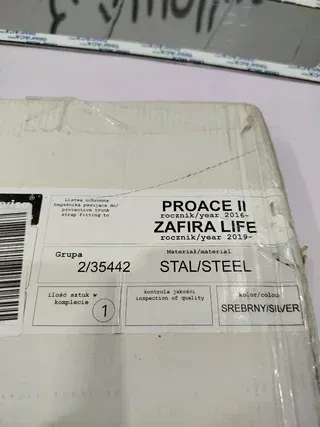 Listwa ochronna
bagażnika pasująca do/
protective trunk
strap fitting to
PROACE II
rocznik/year 2016-
ZAFIRA LIFE
rocznik/year 2019-
Grupa
2/35442
Materiał/material
STAL/STEEL
ilość sztuk w
komplecie
1
kontrola jakości
inspection of quality
kolor/colour
SREBRNY/SILVER